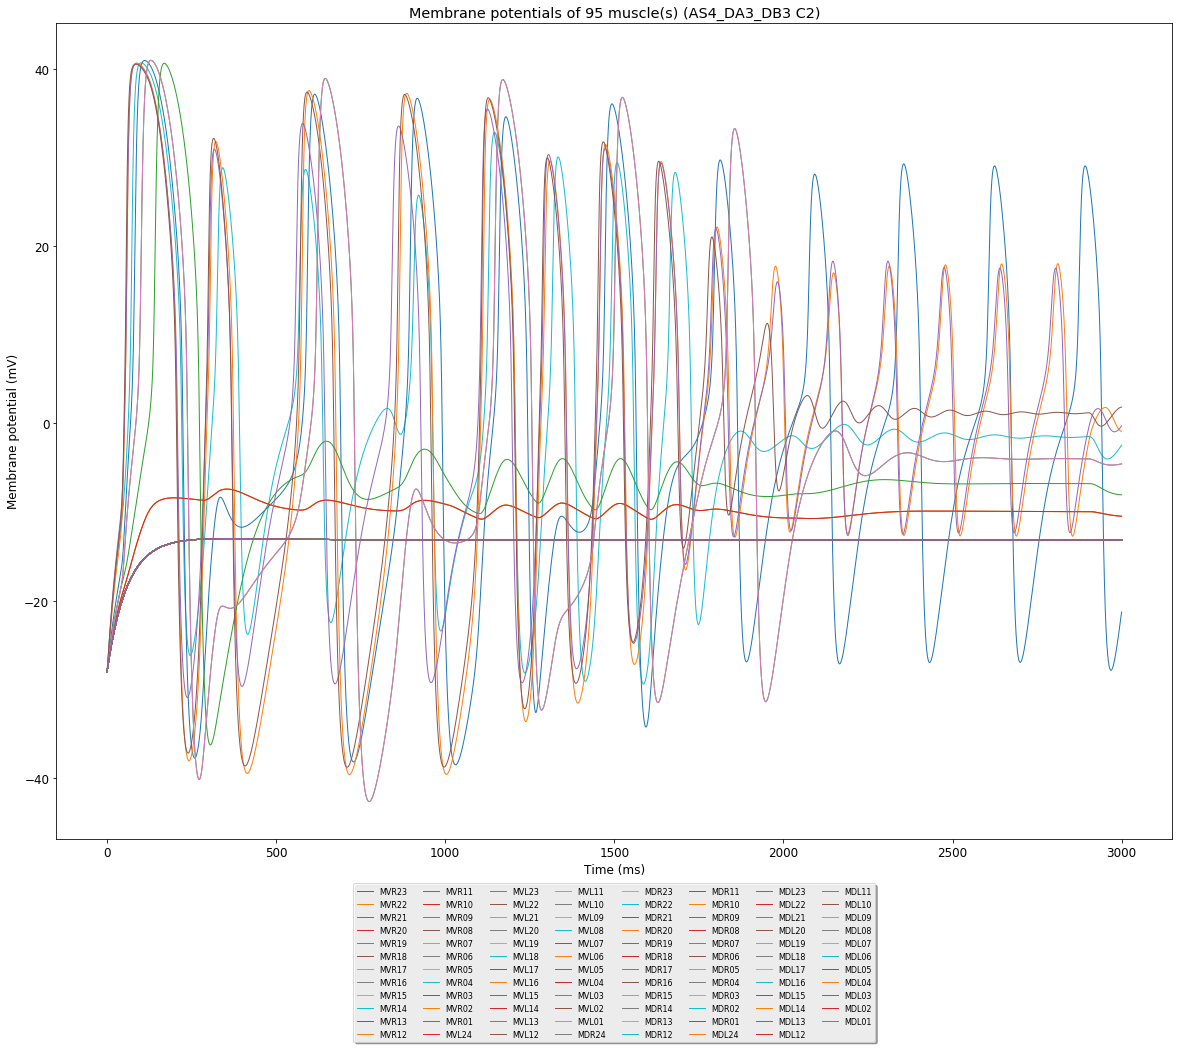 Membrane potentials of 95 muscle(s) (AS4_DA3_DB3 C2)
Membrane potential (mV)
40
20
0
−20
−40
0 500 1000 1500 2000 2500 3000
Time (ms)
MVR23 MVR11 MVL23 MVL11 MDR23 MDR11 MDL23 MDL11
MVR22 MVR10 MVL22 MVL10 MDR22 MDR10 MDL22 MDL10
MVR21 MVR09 MVL21 MVL09 MDR21 MDR09 MDL21 MDL09
MVR20 MVR08 MVL20 MVL08 MDR20 MDR08 MDL20 MDL08
MVR19 MVR07 MVL19 MVL07 MDR19 MDR07 MDL19 MDL07
MVR18 MVR06 MVL18 MVL06 MDR18 MDR06 MDL18 MDL06
MVR17 MVR05 MVL17 MVL05 MDR17 MDR05 MDL17 MDL05
MVR16 MVR04 MVL16 MVL04 MDR16 MDR04 MDL16 MDL04
MVR15 MVR03 MVL15 MVL03 MDR15 MDR03 MDL15 MDL03
MVR14 MVR02 MVL14 MVL02 MDR14 MDR02 MDL14 MDL02
MVR13 MVR01 MVL13 MVL01 MDR13 MDR01 MDL13 MDL01
MVR12 MVL24 MVL12 MDR24 MDR12 MDL24 MDL12